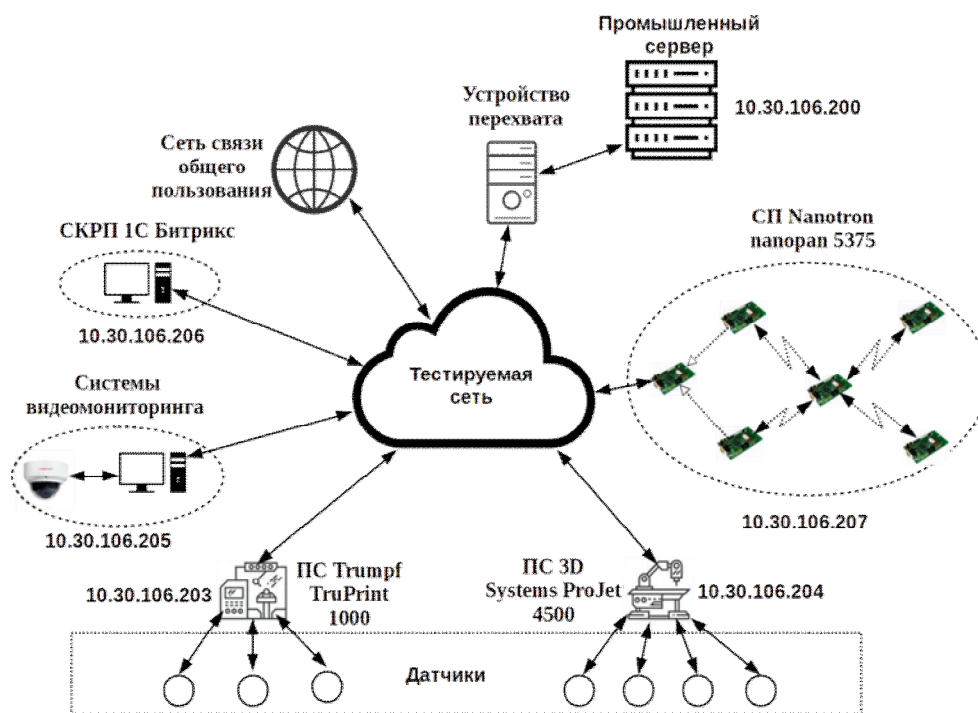 Промышленный
сервер
10.30.106.200
Устройство
перехвата
Сеть связи
общего
пользования
СКРП 1С Битрикс
10.30.106.206
СП Nanotron
nanopan 5375
Тестируемая
сеть
Системы
видеомониторинга
10.30.106.205
10.30.106.207
10.30.106.203
ПС Trumpf
TruPrint
1000
ПС 3D
Systems ProJet
4500
10.30.106.204
Датчики